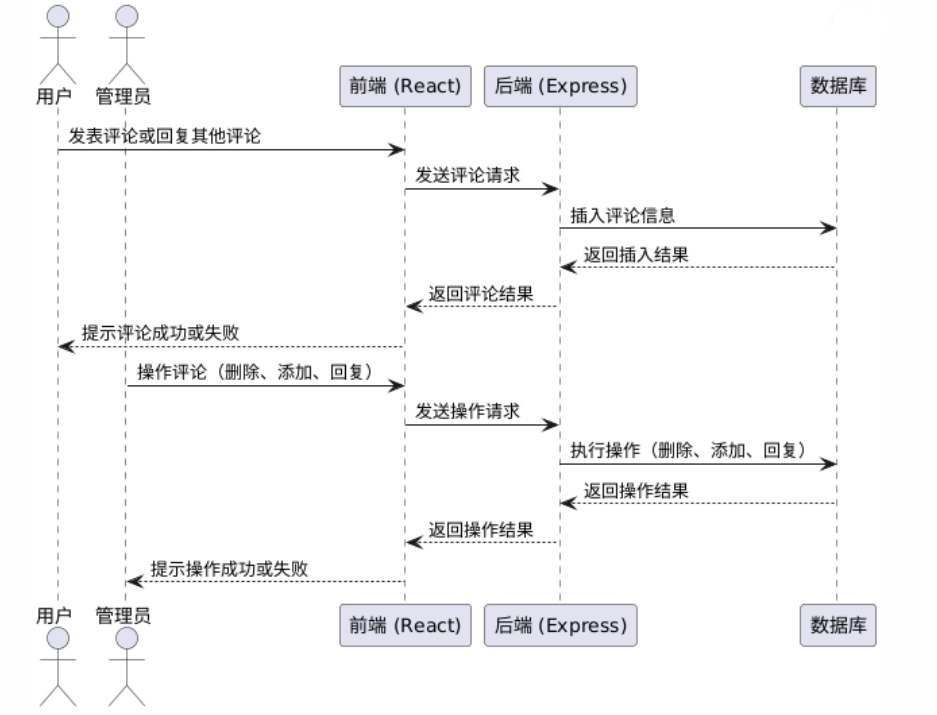 用户
管理员
前端 (React)
后端 (Express)
数据库
发表评论或回复其他评论
发送评论请求
插入评论信息
返回插入结果
返回评论结果
提示评论成功或失败
操作评论（删除、添加、回复）
发送操作请求
执行操作（删除、添加、回复）
返回操作结果
返回操作结果
提示操作成功或失败
用户
管理员
前端 (React)
后端 (Express)
数据库